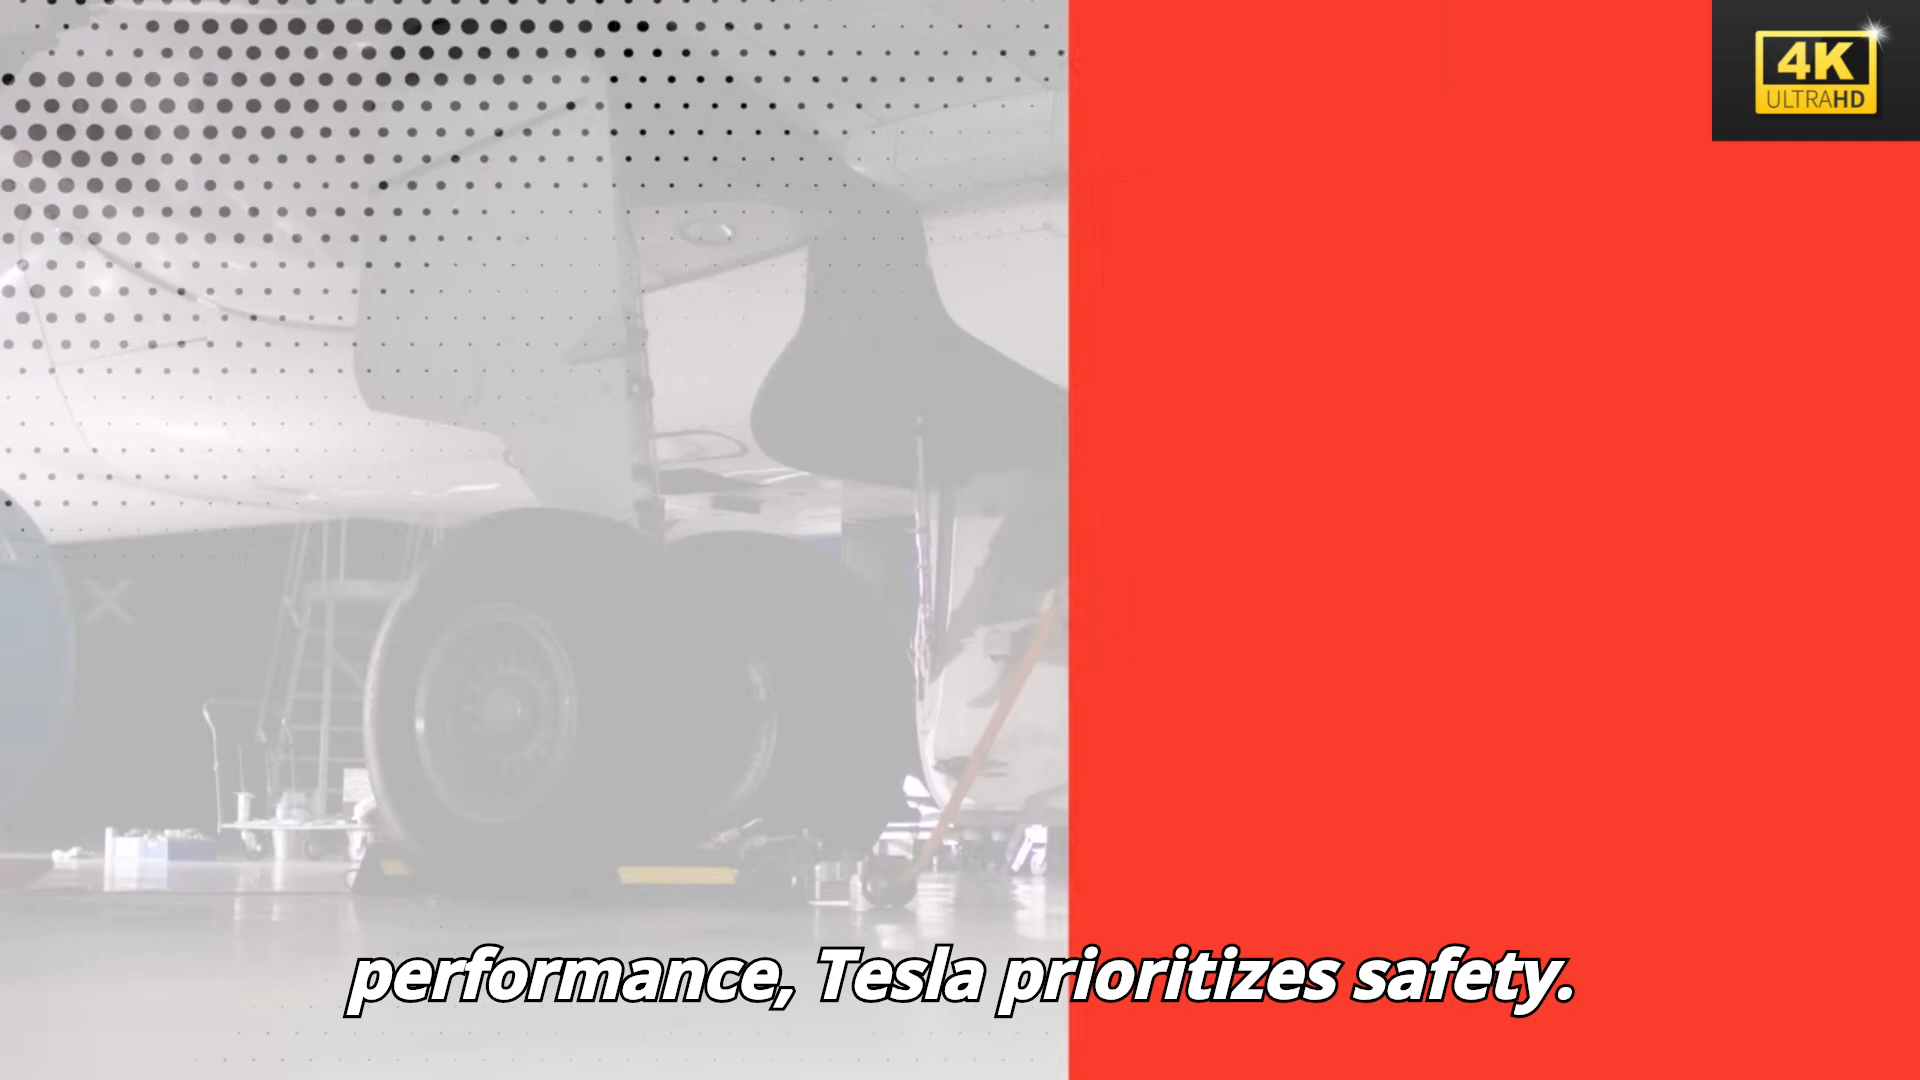 4K
ULTRAHD
X
performance, Tesla prioritizes safety.